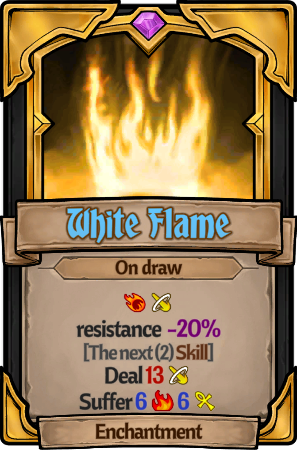 White Flame
On draw
resistance -20%
[The next (2) Skill]
Deal 13
Suffer 6 6
Enchantment